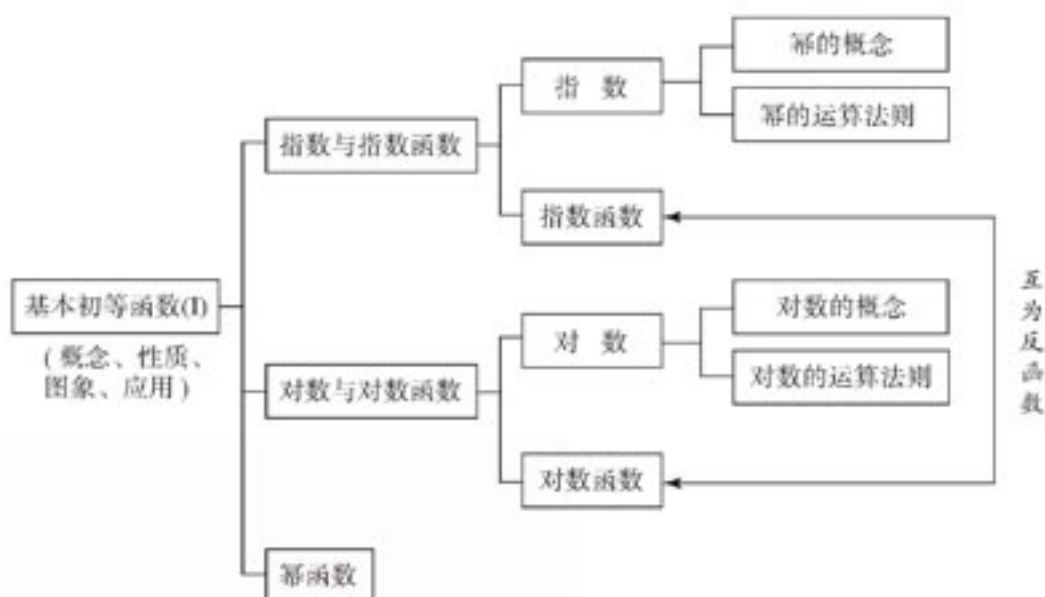 幂的概念
指 数
幂的运算法则
指数与指数函数
指数函数
基本初等函数(I)
(概念、性质、
图象、应用)
对数的概念
对 数
对数的运算法则
对数与对数函数
对数函数
幂函数
互为反函数